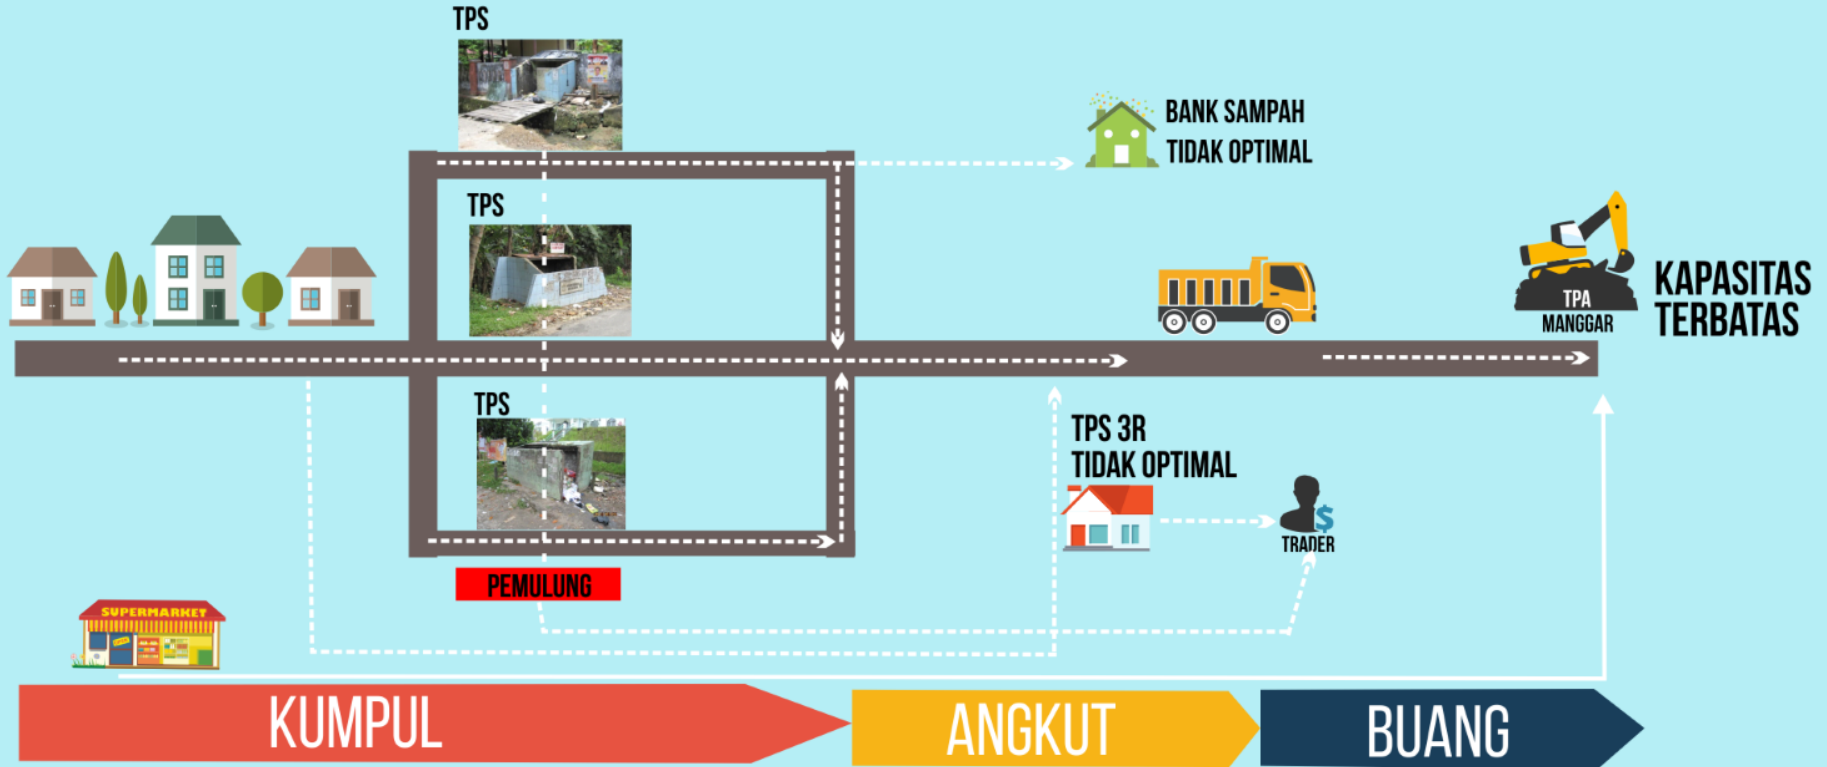 TPS
BANK SAMPAH
TIDAK OPTIMAL
TPS
KAPASITAS
TERBATAS
TPA
MANGGAR
TPS
TPS 3R
TIDAK OPTIMAL
TRADER
PEMULUNG
SUPERMARKET
KUMPUL
ANGKUT
BUANG